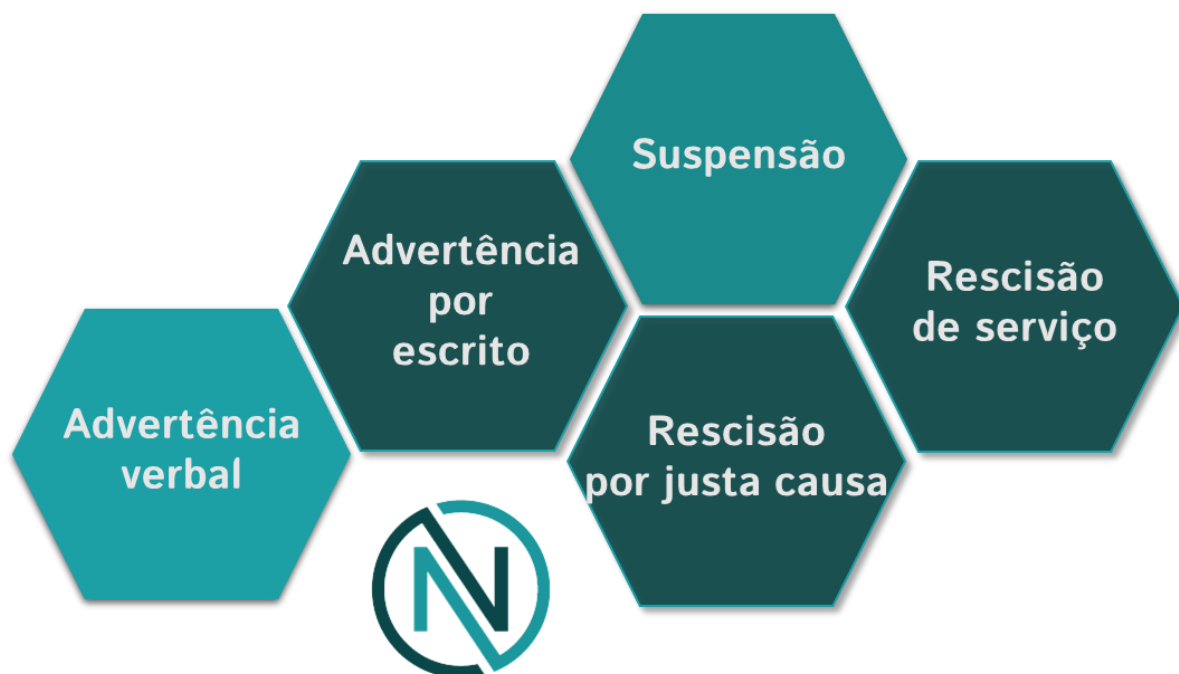 Advertência
verbal
Advertência
por
escrito
Suspensão
Rescisão
por justa causa
Rescisão
de serviço
N